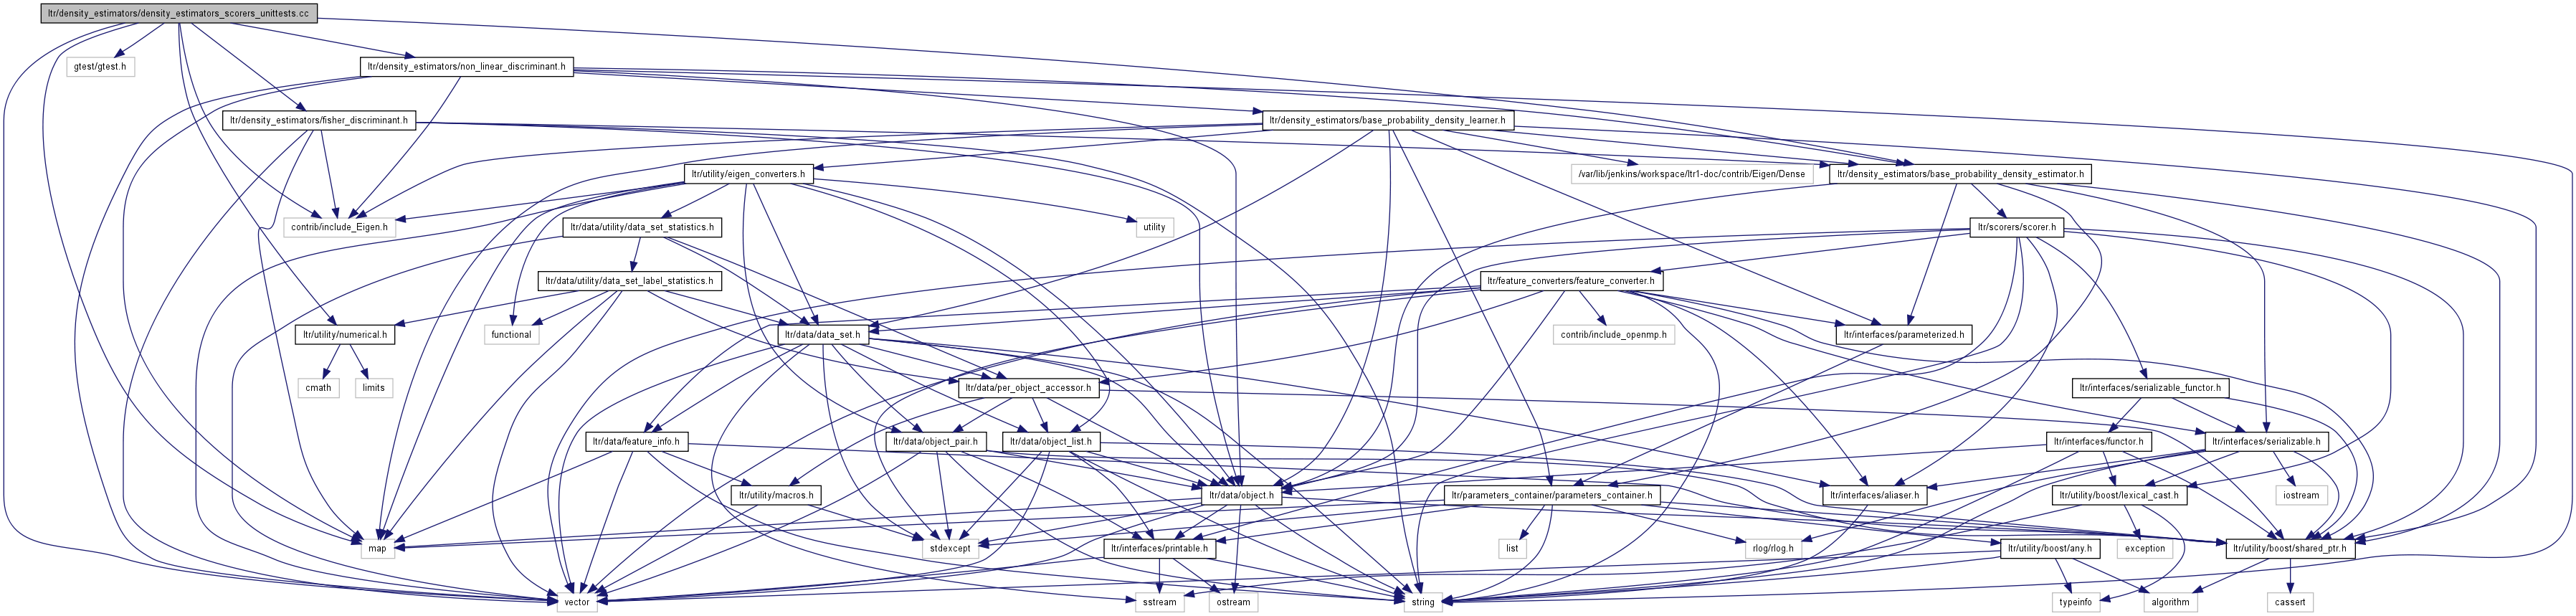 ltr/density_estimators/density_estimators_scorers_unittests.cc
gtest/gtest.h
ltr/density_estimators/non_linear_discriminant.h
ltr/density_estimators/fisher_discriminant.h
ltr/density_estimators/base_probability_density_learner.h
ltr/utility/eigen_converters.h
/var/lib/jenkins/workspace/ltr1-doc/contrib/Eigen/Dense
ltr/density_estimators/base_probability_density_estimator.h
contrib/include_Eigen.h
ltr/data/utility/data_set_statistics.h
utility
ltr/scorers/scorer.h
ltr/data/utility/data_set_label_statistics.h
ltr/feature_converters/feature_converter.h
ltr/utility/numerical.h
functional
ltr/data/data_set.h
contrib/include_openmp.h
ltr/interfaces/parameterized.h
cmath
limits
ltr/data/per_object_accessor.h
ltr/interfaces/serializable_functor.h
ltr/data/feature_info.h
ltr/data/object_pair.h
ltr/data/object_list.h
ltr/interfaces/functor.h
ltr/interfaces/serializable.h
ltr/utility/macros.h
ltr/data/object.h
ltr/parameters_container/parameters_container.h
ltr/interfaces/aliaser.h
ltr/utility/boost/lexical_cast.h
iostream
map
stdexcept
ltr/interfaces/printable.h
list
rlog/rlog.h
ltr/utility/boost/any.h
exception
ltr/utility/boost/shared_ptr.h
vector
sstream
ostream
string
typeinfo
algorithm
cassert